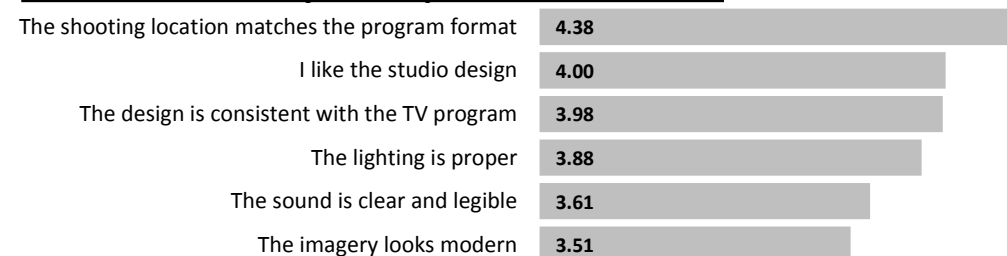 The shooting location matches the program format 4.38
I like the studio design 4.00
The design is consistent with the TV program 3.98
The lighting is proper 3.88
The sound is clear and legible 3.61
The imagery looks modern 3.51